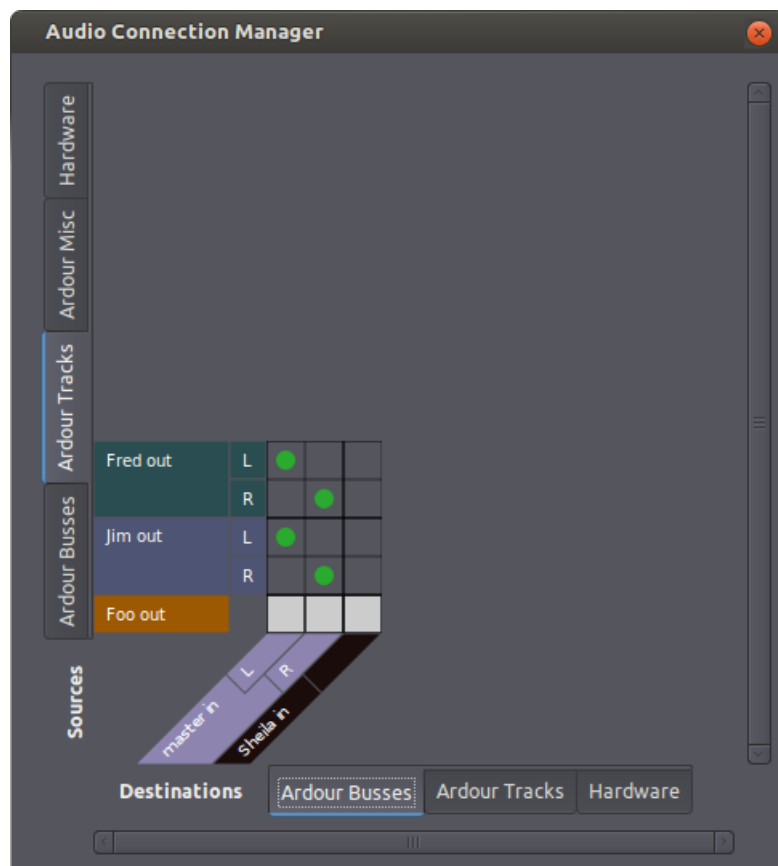 Audio Connection Manager
Hardware
Ardour Misc
Ardour Tracks
Ardour Busses
Sources
Fred out L
R
Jim out L
R
Foo out
L
R
master in
Sheila in
Destinations
Ardour Busses
Ardour Tracks
Hardware